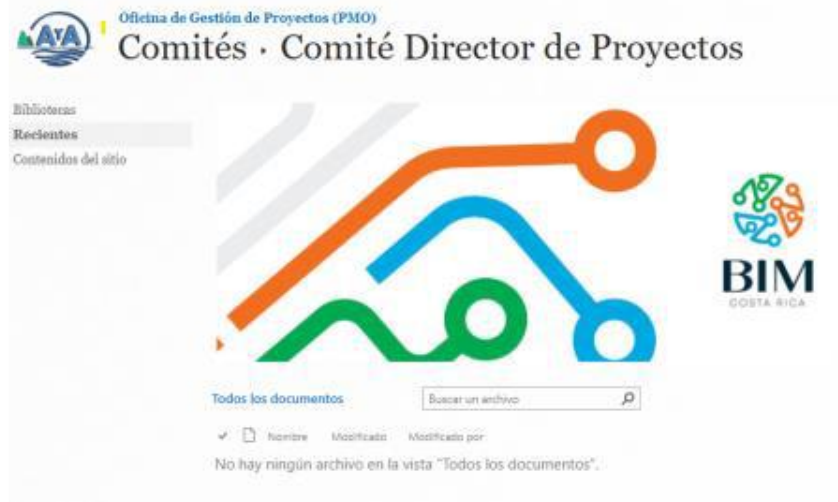 AyA
Oficina de Gestión de Proyectos (PMO)
Comités · Comité Director de Proyectos
Bibliotecas
Recientes
Contenidos del sitio
BIM
COSTA RICA
Todos los documentos
Buscar un archivo
Nombre Modificado Modificado por
No hay ningún archivo en la vista "Todos los documentos".